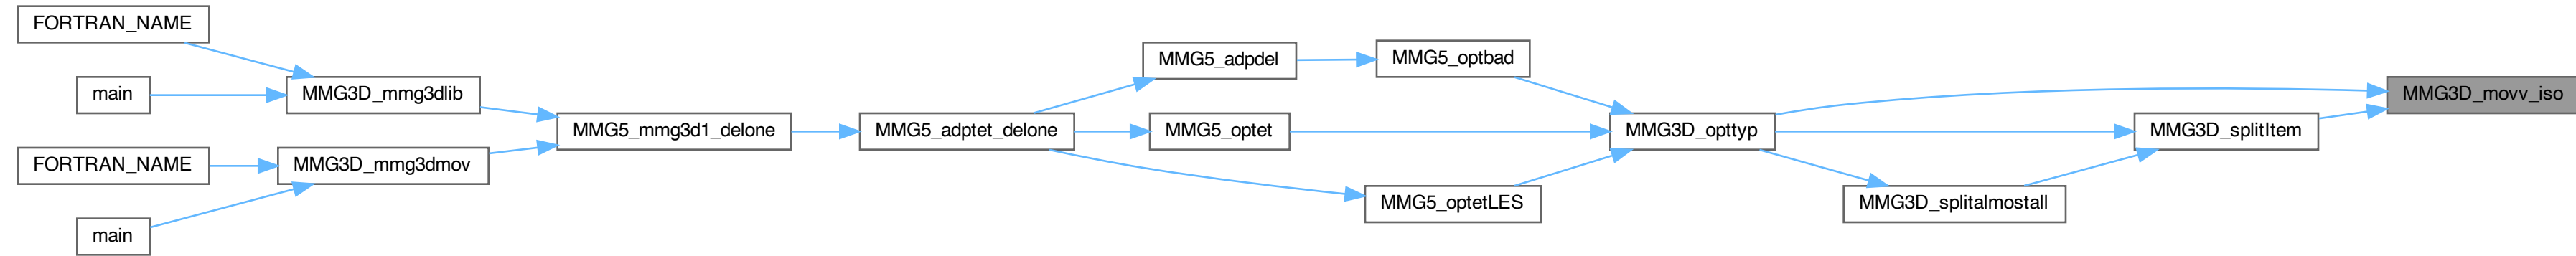 FORTRAN_NAME
main
MMG3D_mmg3dlib
FORTRAN_NAME
MMG3D_mmg3dmov
main
MMG5_mmg3d1_delone
MMG5_adptet_delone
MMG5_adpdel
MMG5_optbad
MMG5_optet
MMG5_optetLES
MMG3D_opttyp
MMG3D_splitItem
MMG3D_splitalmostall
MMG3D_movv_iso